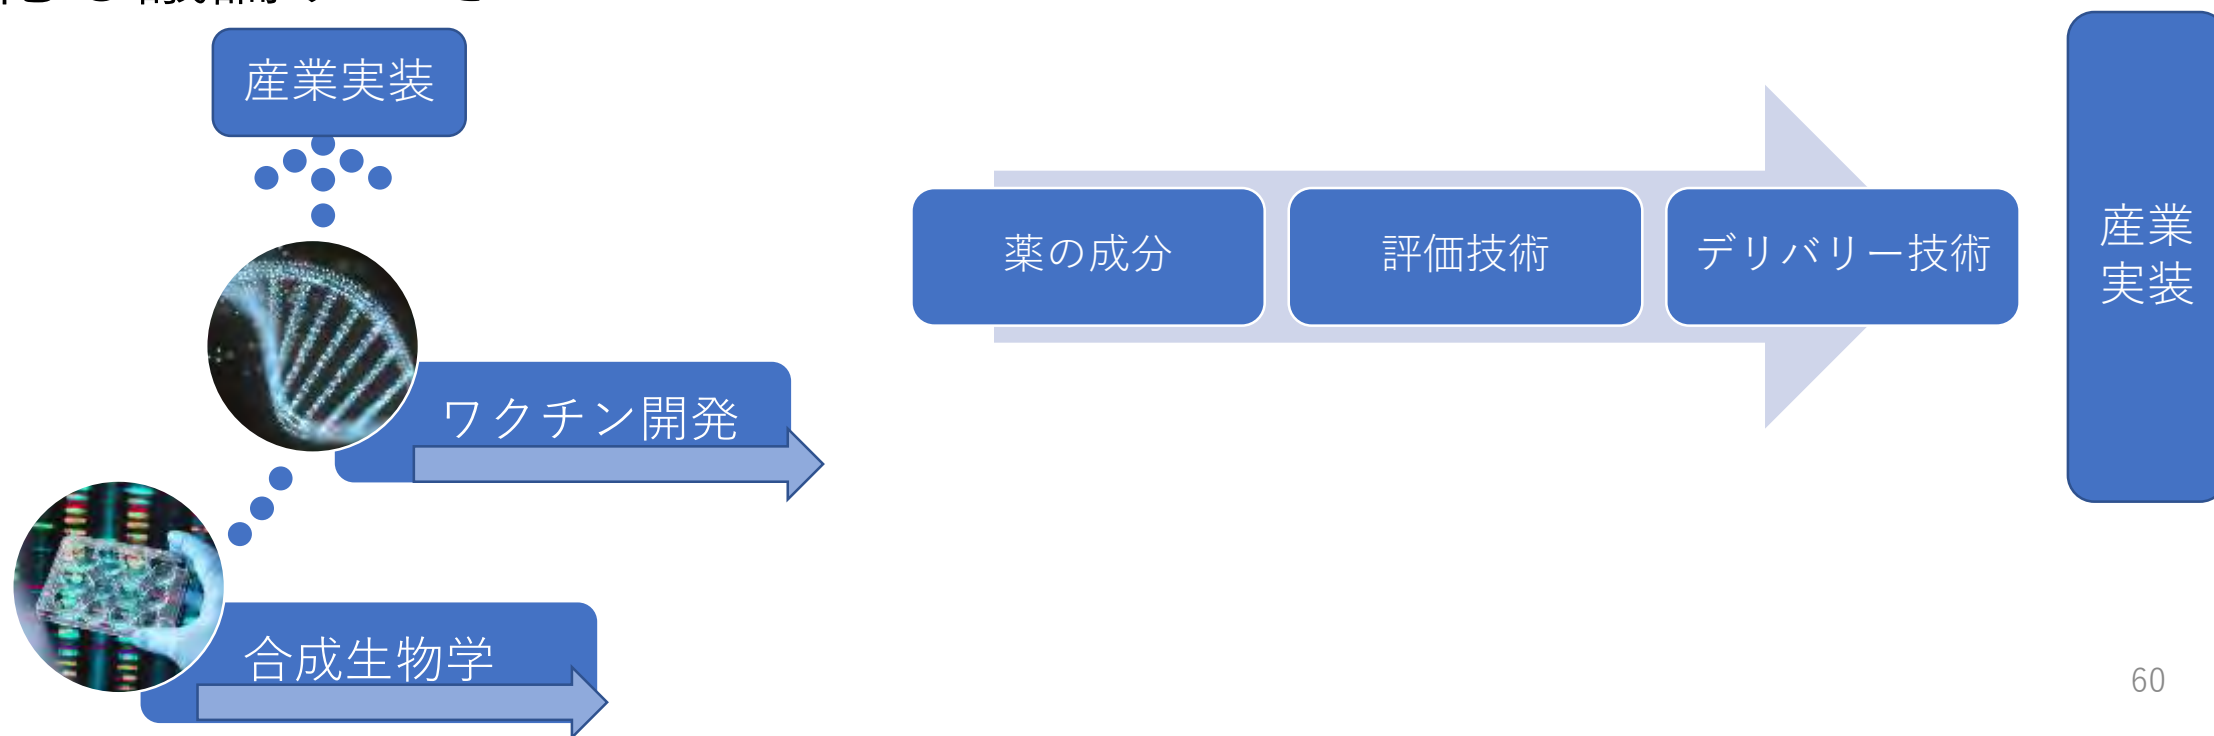 産業実装
ワクチン開発
合成生物学
薬の成分
評価技術
デリバリー技術
産業
実装
60